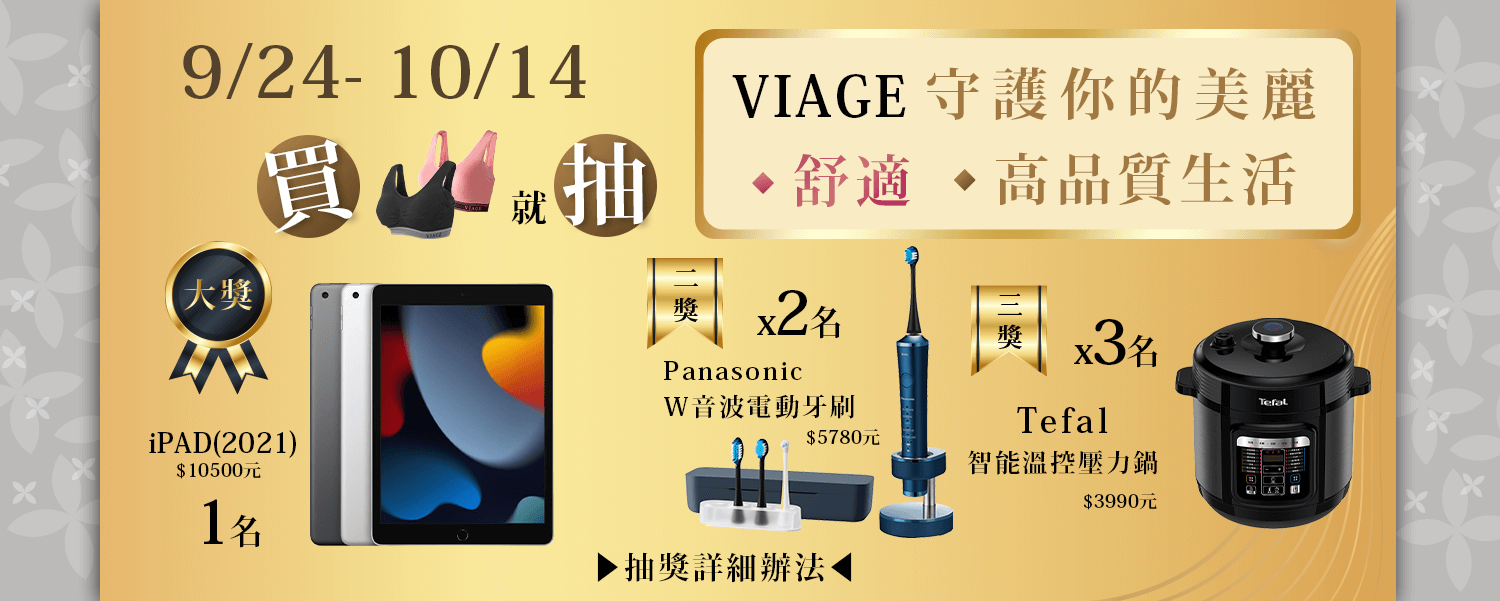 9/24- 10/14
買 就 抽
VIAGE
VIAGE
VIAGE 守護你的美麗
◆ 舒適 ◆ 高品質生活
大獎
iPAD(2021)
$10500元
1名
二獎
x2名
Panasonic
W音波電動牙刷
$5780元
三獎
x3名
Tefal
智能溫控壓力鍋
$3990元
Tefal
▶抽獎詳細辦法◀